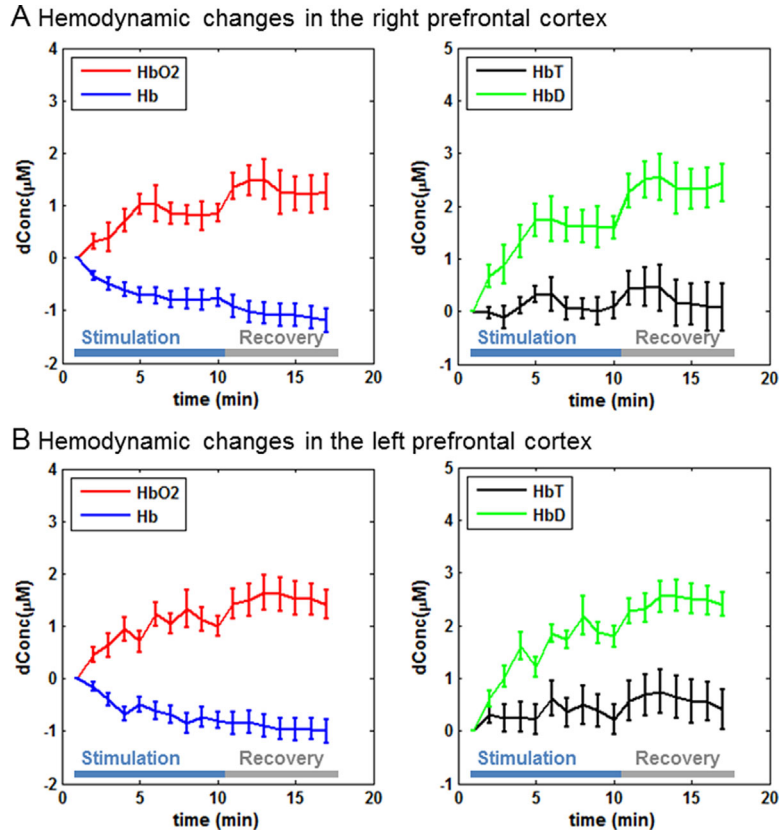 A Hemodynamic changes in the right prefrontal cortex
4
3
2
1
0
-1
-2
dConc(μM)
HbO2
Hb
Stimulation
Recovery
0 5 10 15 20
time (min)
5
4
3
2
1
0
-1
dConc(μM)
HbT
HbD
Stimulation
Recovery
0 5 10 15 20
time (min)
B Hemodynamic changes in the left prefrontal cortex
4
3
2
1
0
-1
-2
dConc(μM)
HbO2
Hb
Stimulation
Recovery
0 5 10 15 20
time (min)
5
4
3
2
1
0
-1
dConc(μM)
HbT
HbD
Stimulation
Recovery
0 5 10 15 20
time (min)